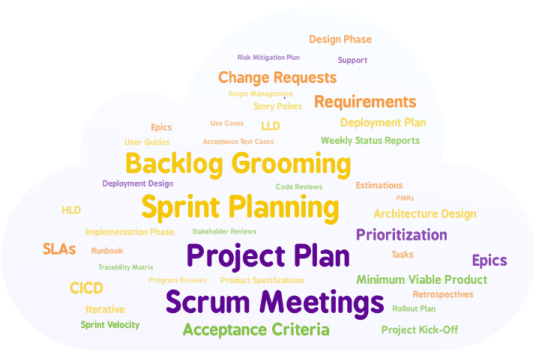 Design Phase
Risk Mitigation Plan
Support
Change Requests
Scope Management
Story Points
Requirements
Use Cases
LLD
Deployment Plan
Epics
User Guides
Acceptance Test Cases
Weekly Status Reports
Backlog Grooming
Deployment Design
Code Reviews
Estimations
PMRs
Sprint Planning
HLD
Architecture Design
Implementation Phase
Stakeholder Reviews
Prioritization
SLAs
Runbook
Project Plan
Tasks
Epics
Tracebility Matrix
Program Reviews
Product Specifications
Minimum Viable Product
CICD
Retrospectives
Scrum Meetings
Iterative
Rollout Plan
Sprint Velocity
Acceptance Criteria
Project Kick-Off